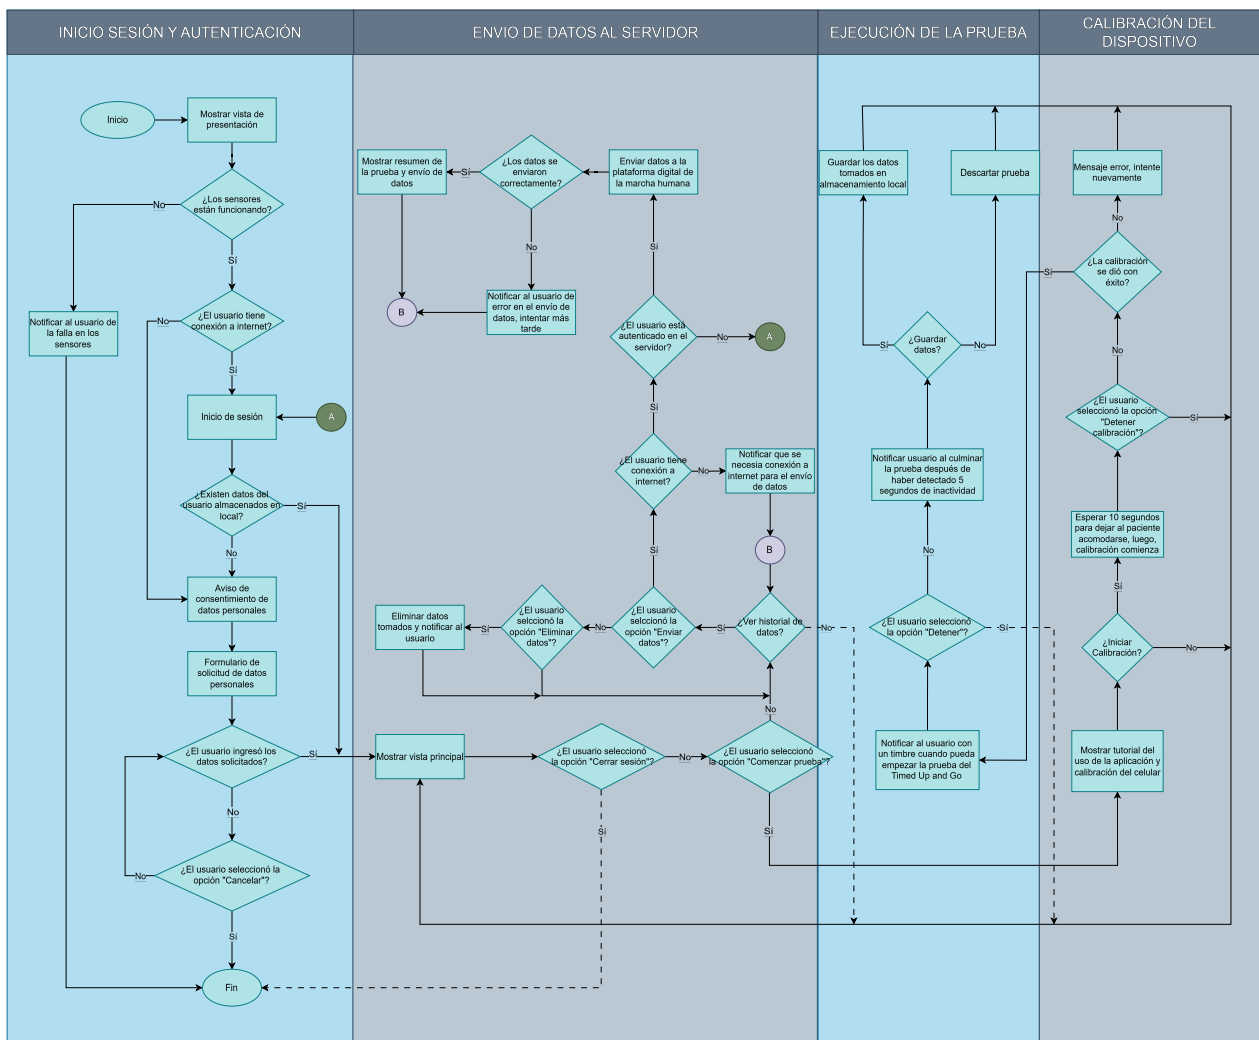 INICIO SESIÓN Y AUTENTICACIÓN
ENVIO DE DATOS AL SERVIDOR
EJECUCIÓN DE LA PRUEBA
CALIBRACIÓN DEL
DISPOSITIVO
Inicio
Mostrar vista de
presentación
¿Los sensores
están funcionando?
No
Sí
Notificar al usuario de
la falla en los
sensores
¿El usuario tiene
conexión a internet?
No
Sí
Inicio de sesión
A
¿Existen datos del
usuario almacenados en
local?
Sí
No
Aviso de
consentimiento de
datos personales
Formulario de
solicitud de datos
personales
¿El usuario ingresó los
datos solicitados?
Sí
No
¿El usuario seleccionó la
opción "Cancelar"?
No
Sí
Fin
Mostrar resumen de
la prueba y envío de
datos
Sí
¿Los datos se
enviaron
correctamente?
Enviar datos a la
plataforma digital de
la marcha humana
No
Sí
B
Notificar al usuario de
error en el envío de
datos, intentar más
tarde
¿El usuario está
autenticado en el
servidor?
No
A
Sí
¿El usuario tiene
conexión a
internet?
No
Notificar que se
necesia conexión a
internet para el envío
de datos
Sí
B
Eliminar datos
tomados y notificar al
usuario
Sí
¿El usuario
selccionó la
opción "Eliminar
datos"?
No
¿El usuario
selccionó la
opción "Enviar
datos"?
Sí
¿Ver historial de
datos?
No
No
Mostrar vista principal
¿El usuario seleccionó
la opción "Cerrar sesión"?
No
¿El usuario seleccionó
la opción "Comenzar prueba"?
Sí
Sí
Guardar los datos
tomados en
almacenamiento local
Descartar prueba
¿Guardar
datos?
Sí
No
Notificar usuario al culminar
la prueba después de
haber detectado 5
segundos de inactividad
No
¿El usuario seleccionó
la opción "Detener"?
Sí
Notificar al usuario con
un timbre cuando pueda
empezar la prueba del
Timed Up and Go
Mensaje error, intente
nuevamente
No
¿La calibración
se dió con
éxito?
Sí
No
¿El usuario
seleccionó la opción
"Detener
calibración"?
Sí
Esperar 10 segundos
para dejar al paciente
acomodarse, luego,
calibración comienza
Sí
¿Iniciar
Calibración?
No
Mostrar tutorial del
uso de la aplicación y
calibración del celular